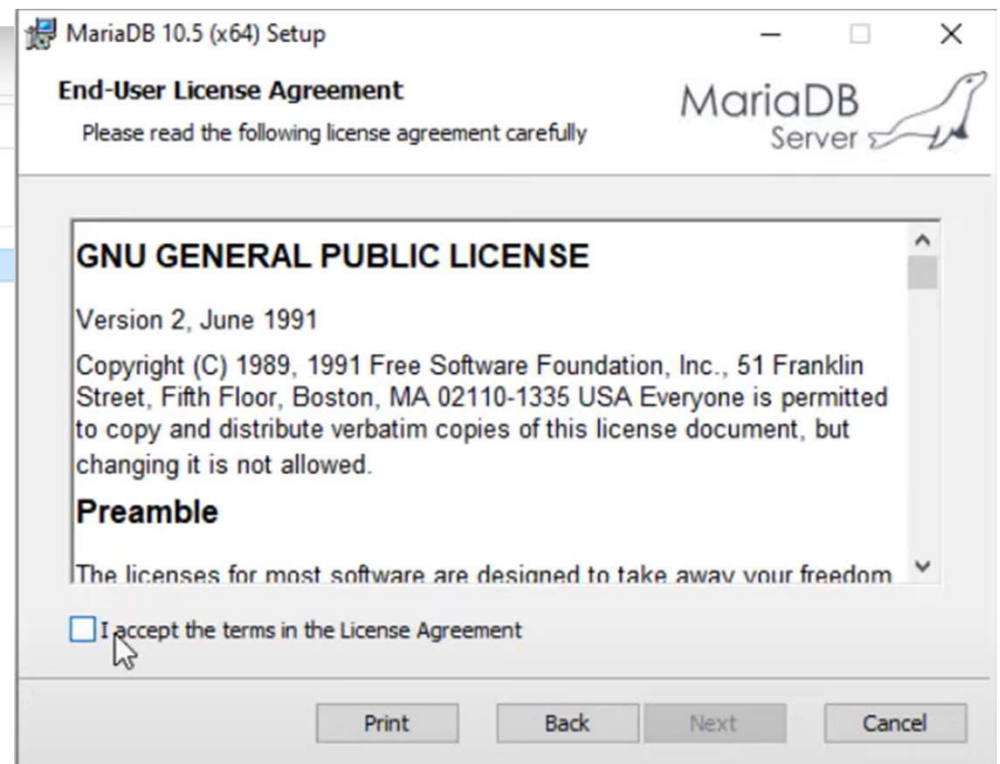 MariaDB 10.5 (x64) Setup
End-User License Agreement
Please read the following license agreement carefully
MariaDB
Server
GNU GENERAL PUBLIC LICENSE
Version 2, June 1991
Copyright (C) 1989, 1991 Free Software Foundation, Inc., 51 Franklin
Street, Fifth Floor, Boston, MA 02110-1335 USA Everyone is permitted
to copy and distribute verbatim copies of this license document, but
changing it is not allowed.
Preamble
The licenses for most software are designed to take away your freedom
I accept the terms in the License Agreement
Print
Back
Next
Cancel